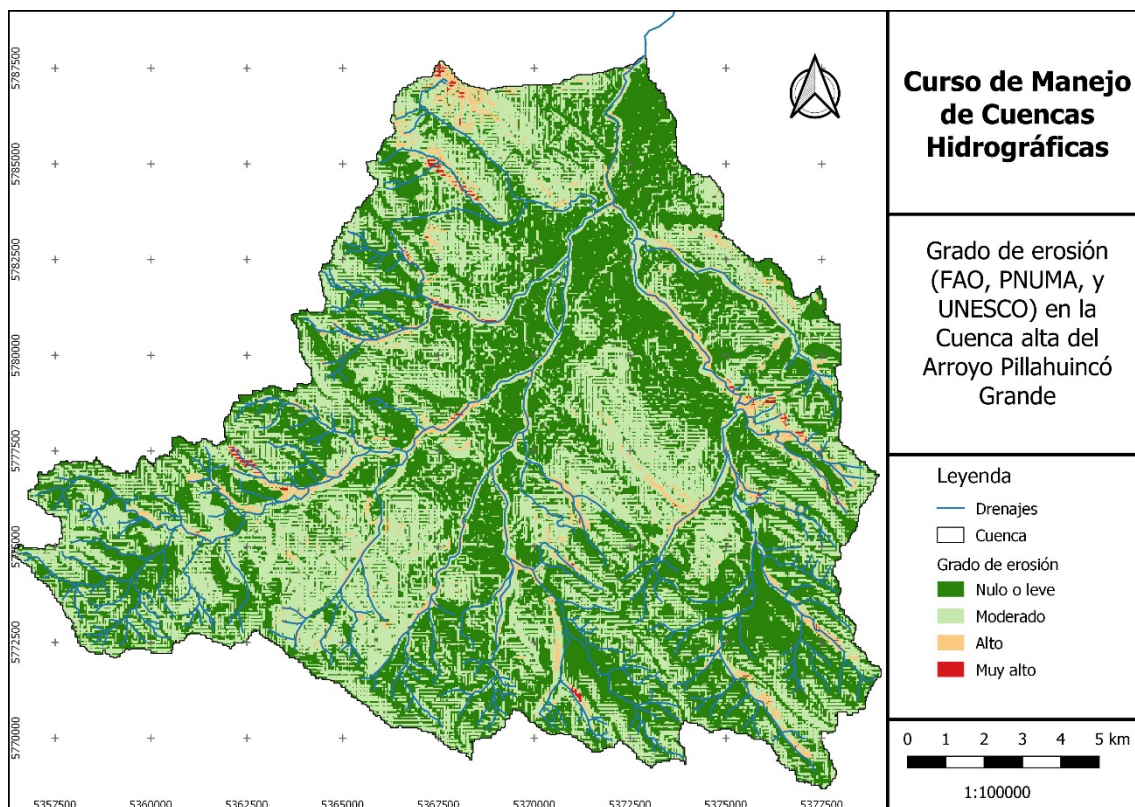 Curso de Manejo
de Cuencas
Hidrográficas
Grado de erosión
(FAO, PNUMA, y
UNESCO) en la
Cuenca alta del
Arroyo Pillahuincó
Grande
Leyenda
Drenajes
Cuenca
Grado de erosión
Nulo o leve
Moderado
Alto
Muy alto
0 1 2 3 4 5 km
1:100000
5787500
5785000
5782500
5780000
5777500
5775000
5772500
5770000
5357500 5360000 5362500 5365000 5367500 5370000 5372500 5375000 5377500